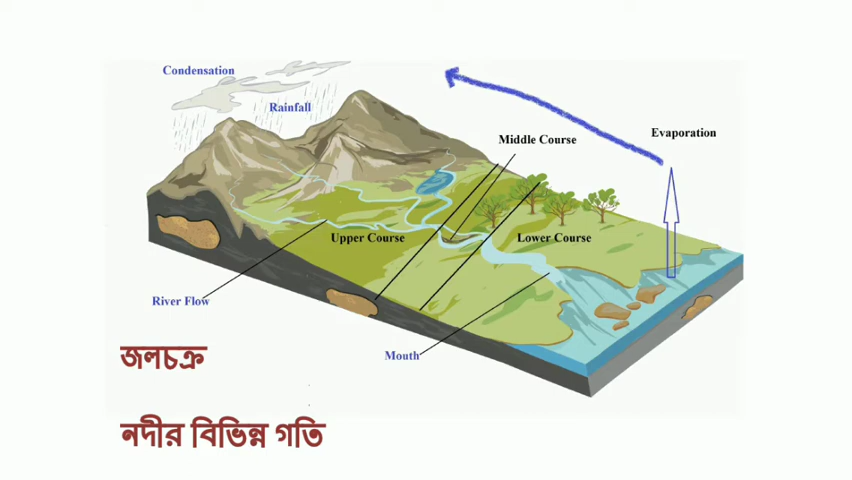 Condensation
Rainfall
Evaporation
Middle Course
Upper Course
Lower Course
River Flow
Mouth
জলচক্র
নদীর বিভিন্ন গতি